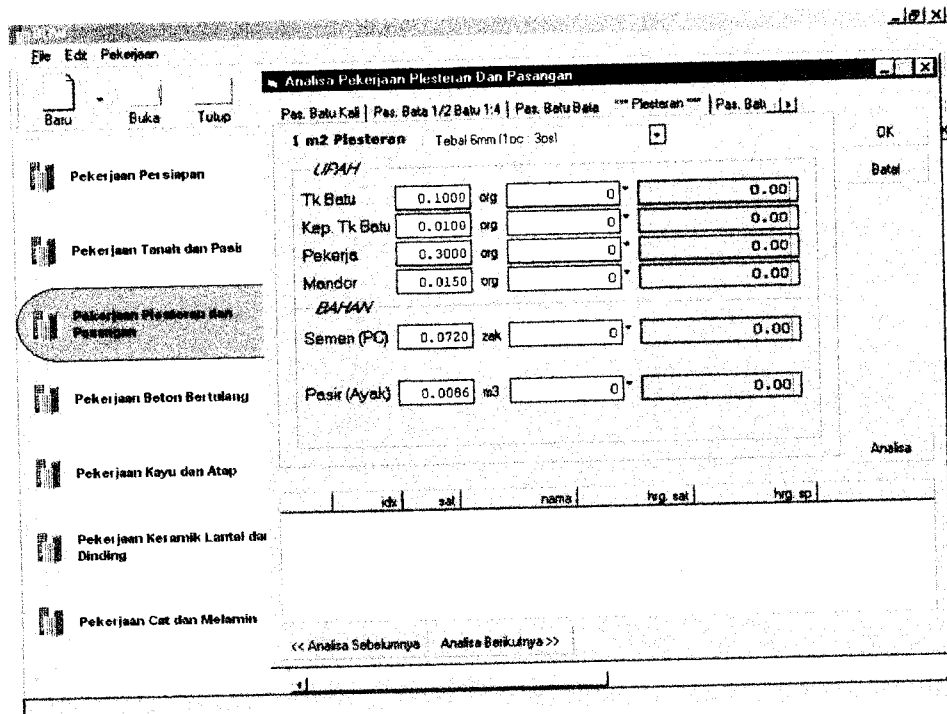 File Edit Pekerjaan
Baru Buka Tutup
Pekerjaan Persiapan
Pekerjaan Tanah dan Pasir
Pekerjaan Plesteran dan
Pasangan
Pekerjaan Beton Bertulang
Pekerjaan Kayu dan Atap
Pekerjaan Keramik Lantai dan
Dinding
Pekerjaan Cat dan Melamin
Analisa Pekerjaan Plesteran Dan Pasangan
Pas. Batu Kali | Pas. Bata 1/2 Batu 1:4 | Pas. Batu Bata *** Plesteran *** | Pas. Bat
1 m2 Plesteran : Tebal 6mm (1pc : 3ps)
OK
Batal
UPAH
Tk Batu 0.1000 org 0 * 0.00
Kep. Tk Batu 0.0100 org 0 * 0.00
Pekerja 0.3000 org 0 * 0.00
Mandor 0.0150 org 0 * 0.00
BAHAN
Semen (PC) 0.0720 zak 0 * 0.00
Pasir (Ayak) 0.0086 m3 0 * 0.00
Analisa
idx sat nama hrg. sat hrg. sp
<< Analisa Sebelumnya Analisa Berikutnya >>